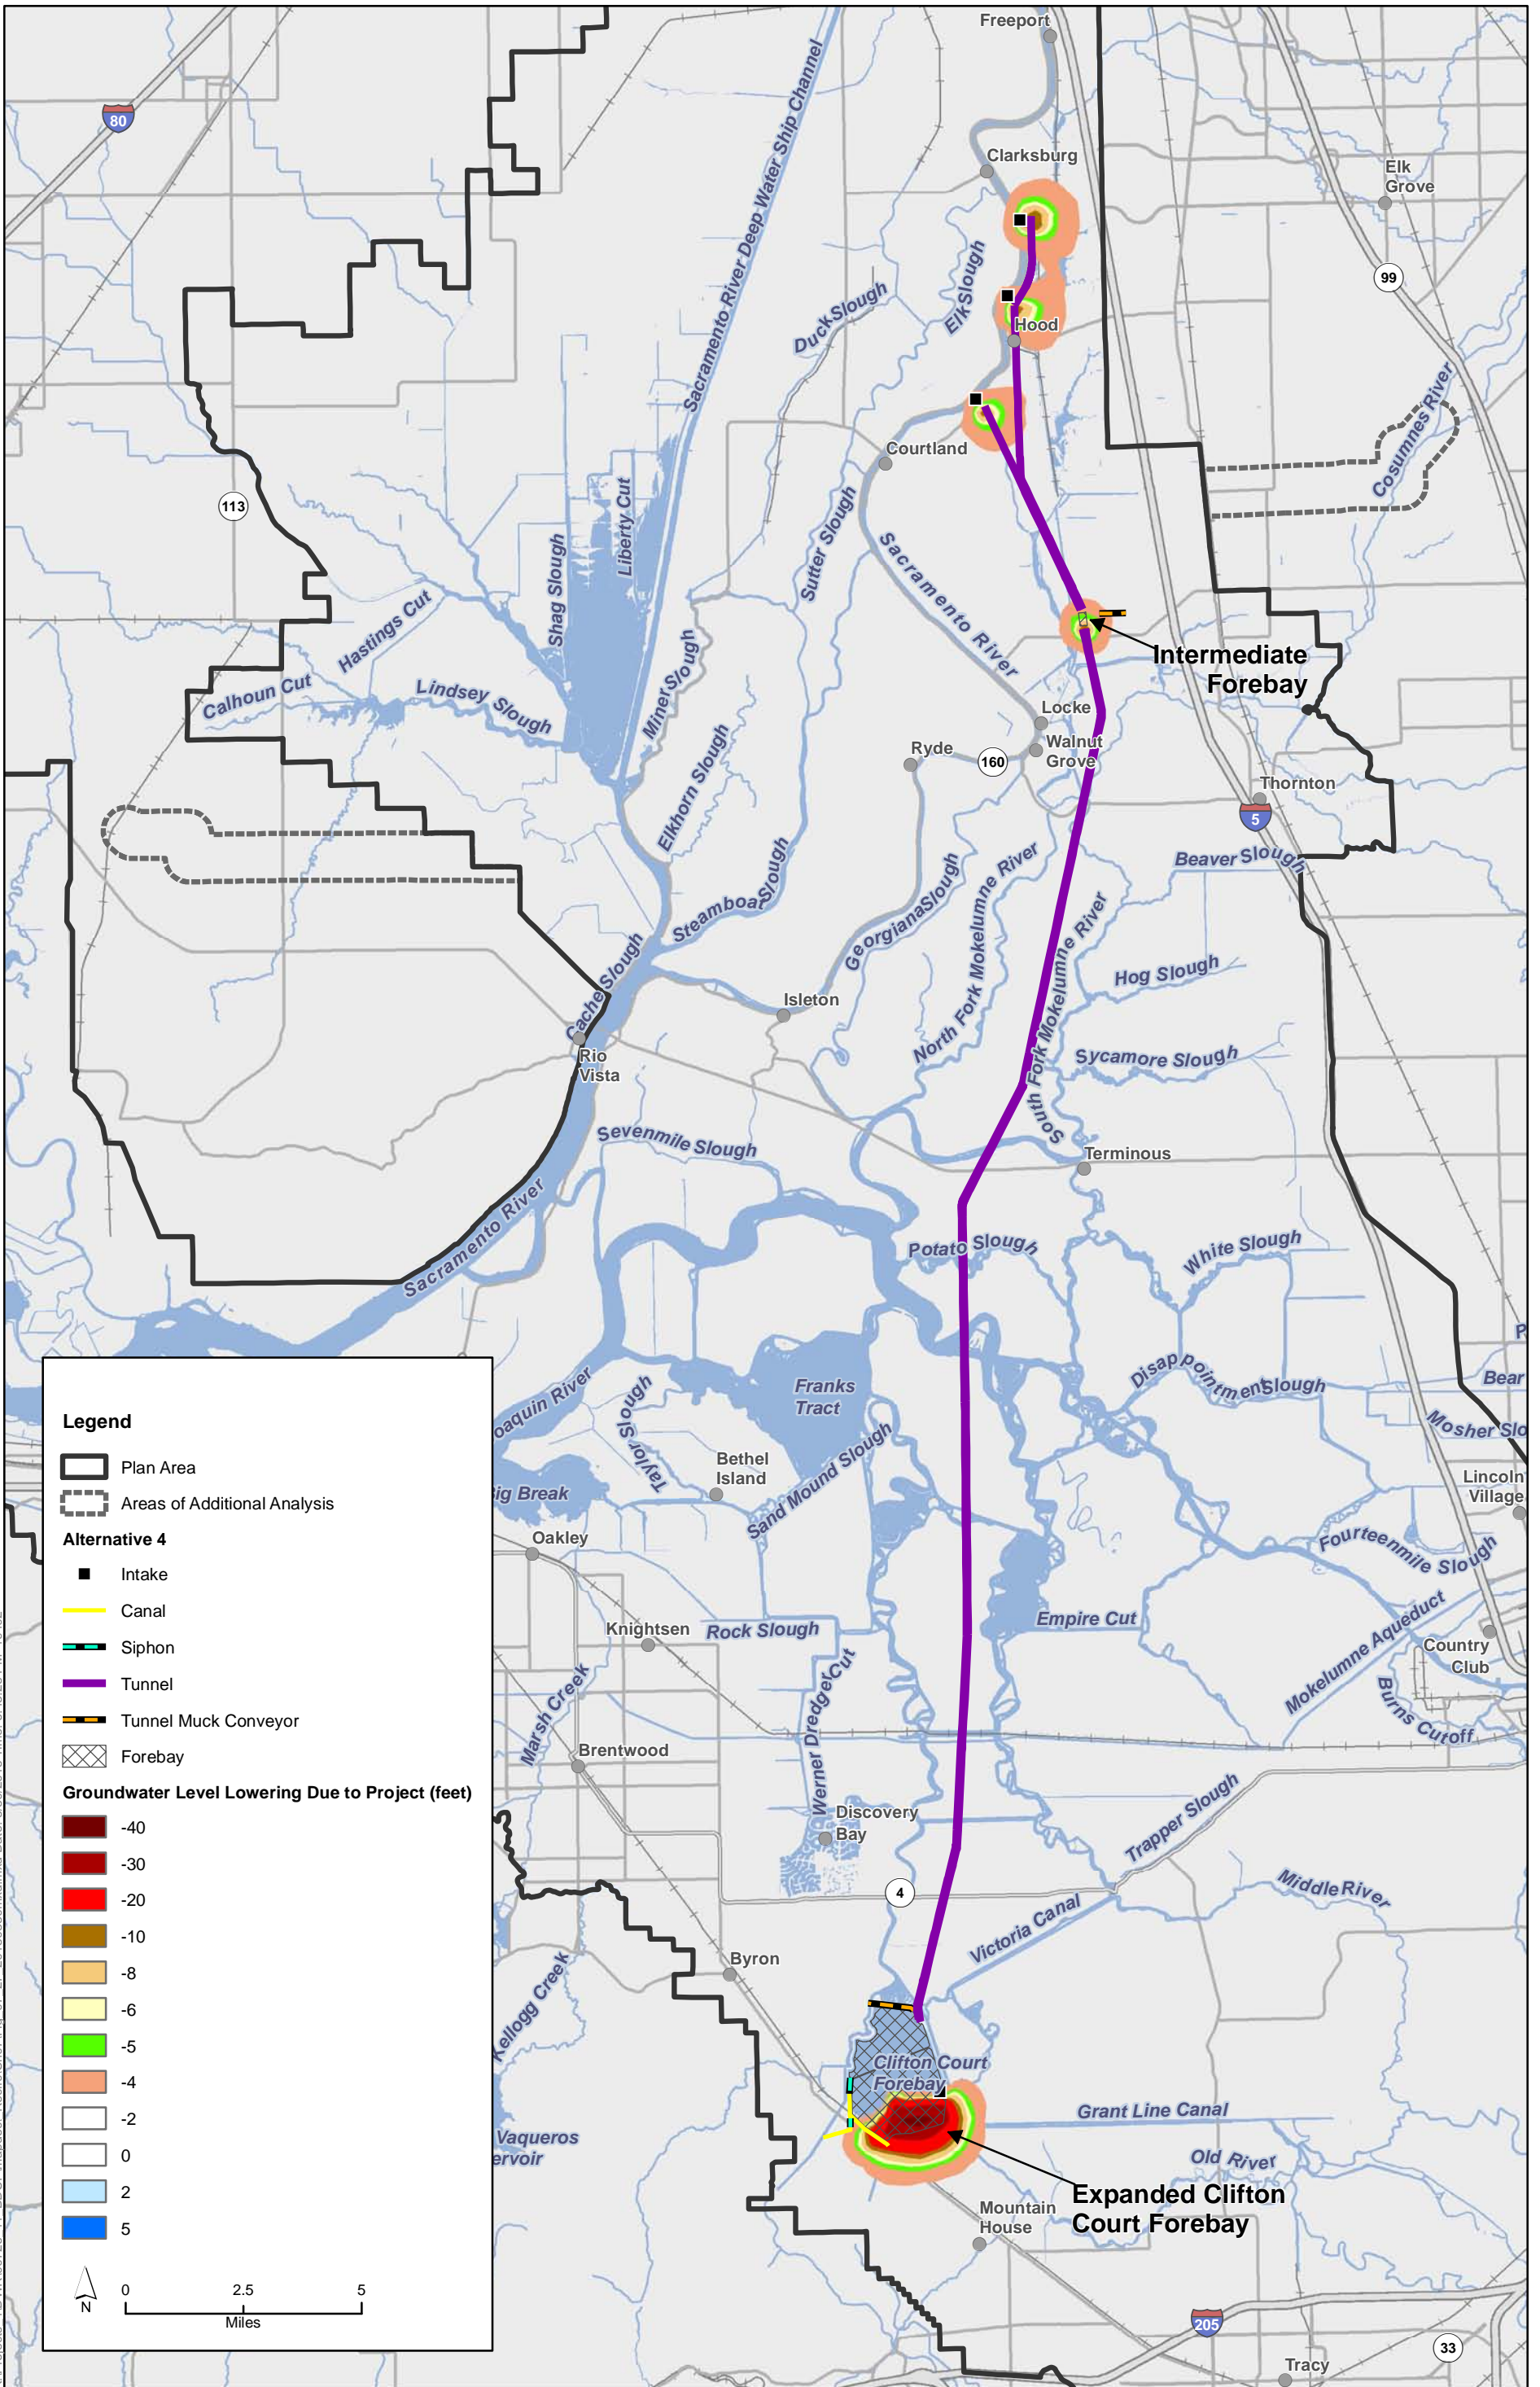 Freeport
80
Sacramento River Deep Water Ship Channel
Clarksburg
Elk
Grove
99
Elk Slough
Duck Slough
Hood
Cosumnes River
Courtland
113
Liberty Cut
Shag Slough
Sutter Slough
Sacramento River
Hastings Cut
Intermediate
Forebay
Calhoun Cut
Lindsey Slough
Miner Slough
Locke
Walnut
Grove
Ryde
160
Elkhorn Slough
Thornton
5
Beaver Slough
Steamboat Slough
Georgiana Slough
North Fork Mokelumne River
South Fork Mokelumne River
Hog Slough
Cache Slough
Isleton
Rio
Vista
Sycamore Slough
Sevenmile Slough
Terminous
Sacramento River
Potato Slough
White Slough
Franks
Tract
Disappointment Slough
Bear
Mosher Slo
oaquin River
Taylor Slough
Bethel
Island
Sand Mound Slough
Lincoln
Village
Big Break
Oakley
Fourteenmile Slough
Knightsen
Rock Slough
Empire Cut
Mokelumne Aqueduct
Country
Club
Burns Cutoff
Marsh Creek
Werner Dredger Cut
Brentwood
Discovery
Bay
Trapper Slough
4
Middle River
Victoria Canal
Byron
Kellogg Creek
Clifton Court
Forebay
Grant Line Canal
Vaqueros
ervoir
Old River
Expanded Clifton
Court Forebay
Mountain
House
205
33
Tracy
Legend
Plan Area
Areas of Additional Analysis
Alternative 4
Intake
Canal
Siphon
Tunnel
Tunnel Muck Conveyor
Forebay
Groundwater Level Lowering Due to Project (feet)
-40
-30
-20
-10
-8
-6
-5
-4
-2
0
2
5
N
0 2.5 5
Miles